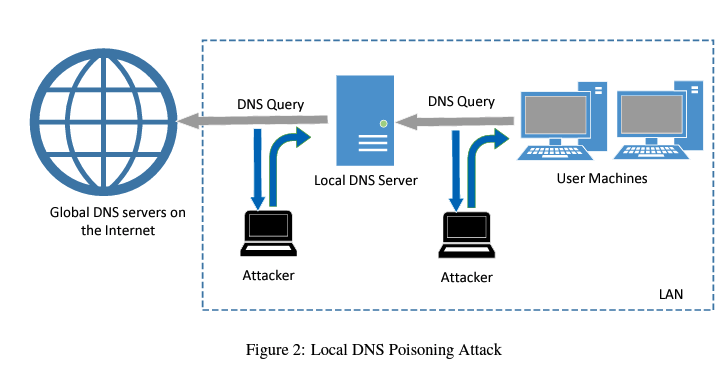 DNS Query
DNS Query
Local DNS Server
User Machines
Global DNS servers on
the Internet
Attacker
Attacker
LAN
Figure 2: Local DNS Poisoning Attack